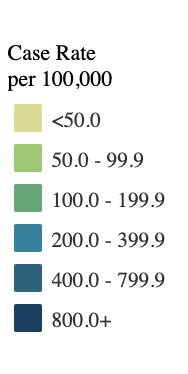 Case Rate
per 100,000
<50.0
50.0 - 99.9
100.0 - 199.9
200.0 - 399.9
400.0 - 799.9
800.0+